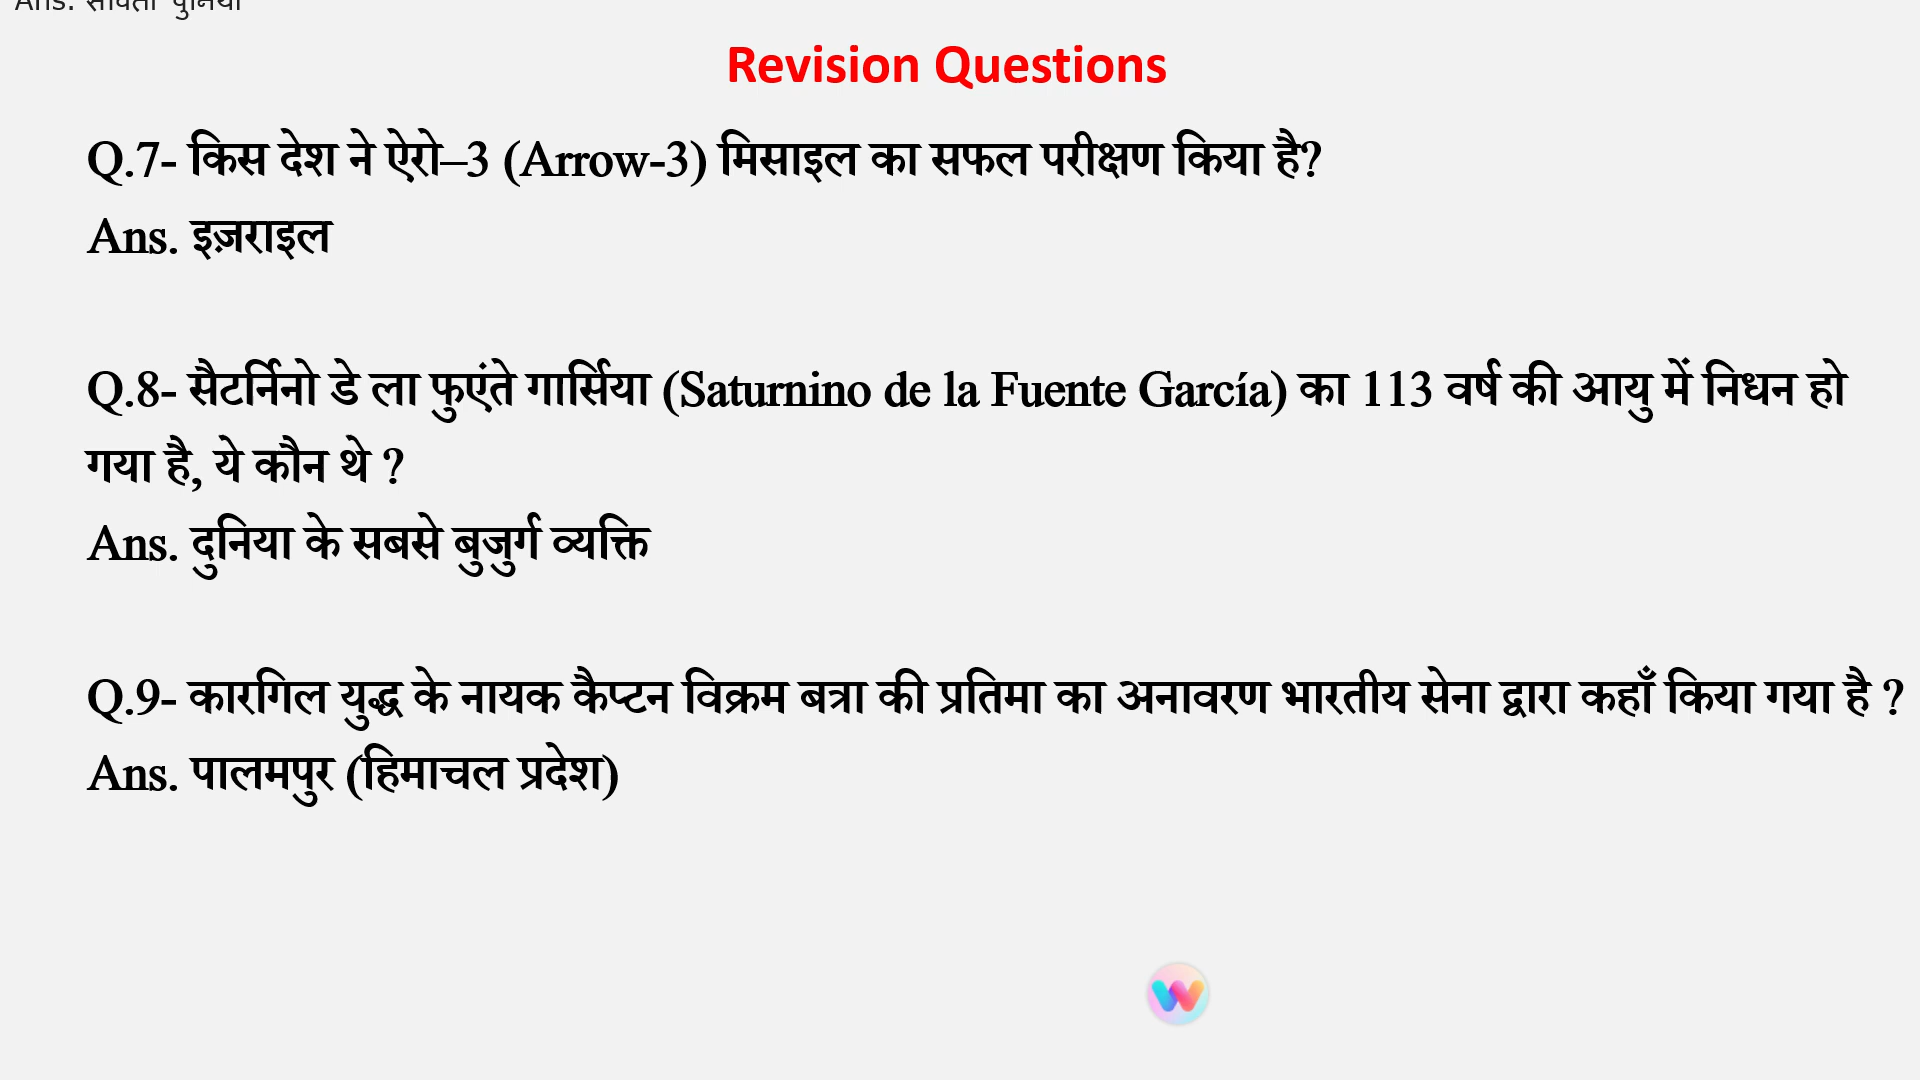 Ans.
Revision Questions
Q.7- किस देश ने ऐरो–3 (Arrow-3) मिसाइल का सफल परीक्षण किया है?
Ans. इज़राइल
Q.8- सैटर्निनो डे ला फुएंते गार्सिया (Saturnino de la Fuente García) का 113 वर्ष की आयु में निधन हो
गया है, ये कौन थे ?
Ans. दुनिया के सबसे बुजुर्ग व्यक्ति
Q.9- कारगिल युद्ध के नायक कैप्टन विक्रम बत्रा की प्रतिमा का अनावरण भारतीय सेना द्वारा कहाँ किया गया है ?
Ans. पालमपुर (हिमाचल प्रदेश)